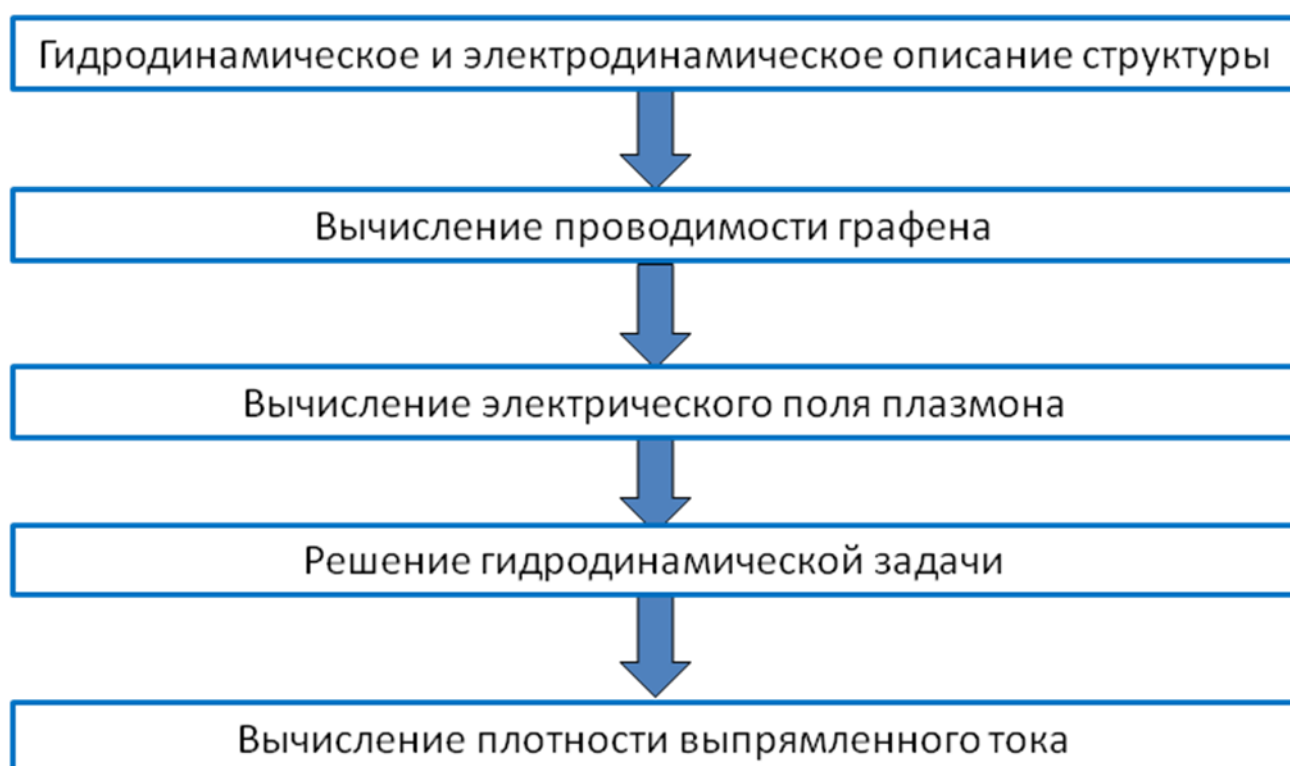 Гидродинамическое и электродинамическое описание структуры
Вычисление проводимости графена
Вычисление электрического поля плазмона
Решение гидродинамической задачи
Вычисление плотности выпрямленного тока